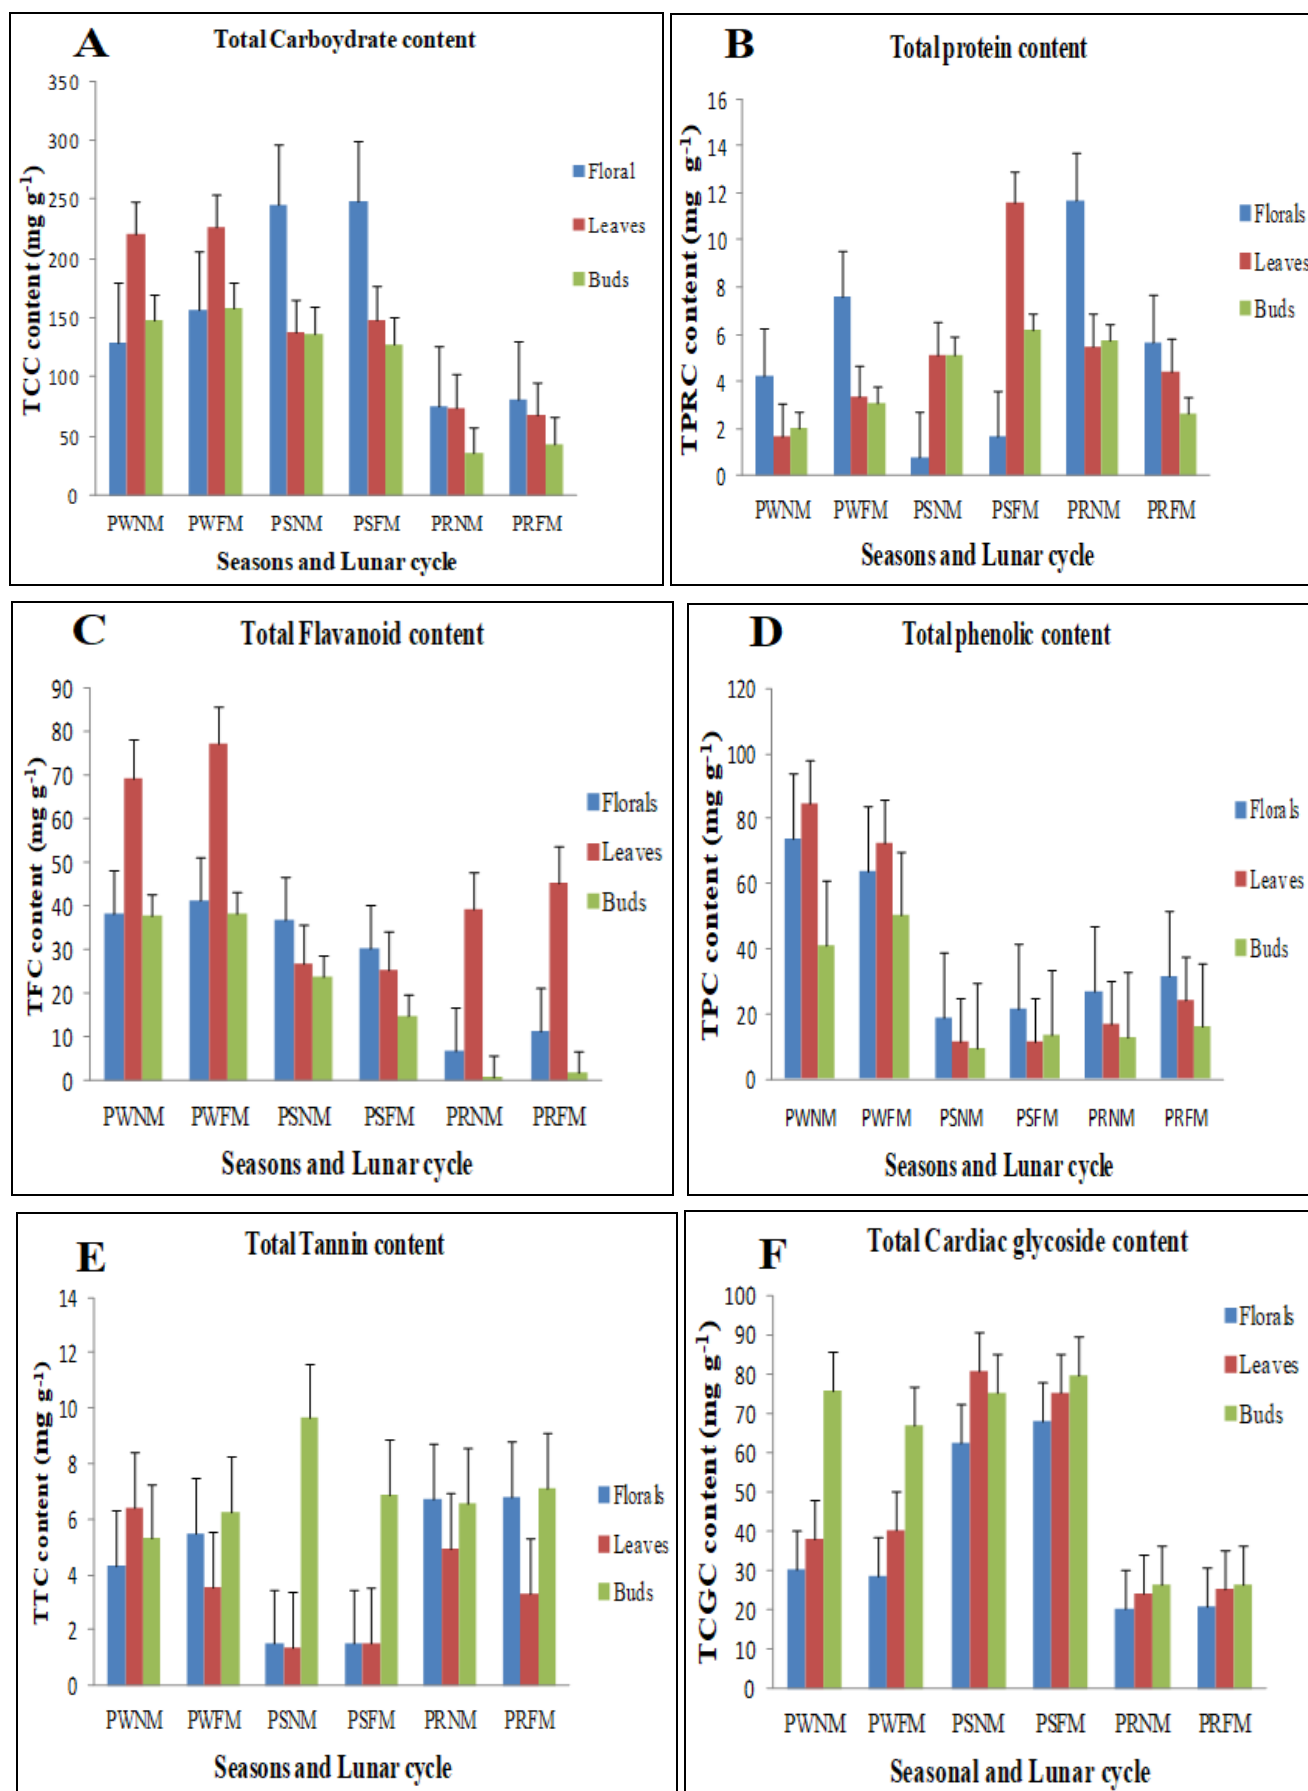 A
Total Carboydrate content
350
300
250
200
150
100
50
0
TCC content (mg g⁻¹)
Floral
Leaves
Buds
PWNM PWFM PSNM PSFM PRNM PRFM
Seasons and Lunar cycle
B
Total protein content
16
14
12
10
8
6
4
2
0
TPRC content (mg g⁻¹)
Florals
Leaves
Buds
PWNM PWFM PSNM PSFM PRNM PRFM
Seasons and Lunar cycle
C
Total Flavanoid content
90
80
70
60
50
40
30
20
10
0
TFC content (mg g⁻¹)
Florals
Leaves
Buds
PWNM PWFM PSNM PSFM PRNM PRFM
Seasons and Lunar cycle
D
Total phenolic content
120
100
80
60
40
20
0
TPC content (mg g⁻¹)
Florals
Leaves
Buds
PWNM PWFM PSNM PSFM PRNM PRFM
Seasons and Lunar cycle
E
Total Tannin content
14
12
10
8
6
4
2
0
TTC content (mg g⁻¹)
Florals
Leaves
Buds
PWNM PWFM PSNM PSFM PRNM PRFM
Seasons and Lunar cycle
F
Total Cardiac glycoside content
100
90
80
70
60
50
40
30
20
10
0
TCGC content (mg g⁻¹)
Florals
Leaves
Buds
PWNM PWFM PSNM PSFM PRNM PRFM
Seasonal and Lunar cycle